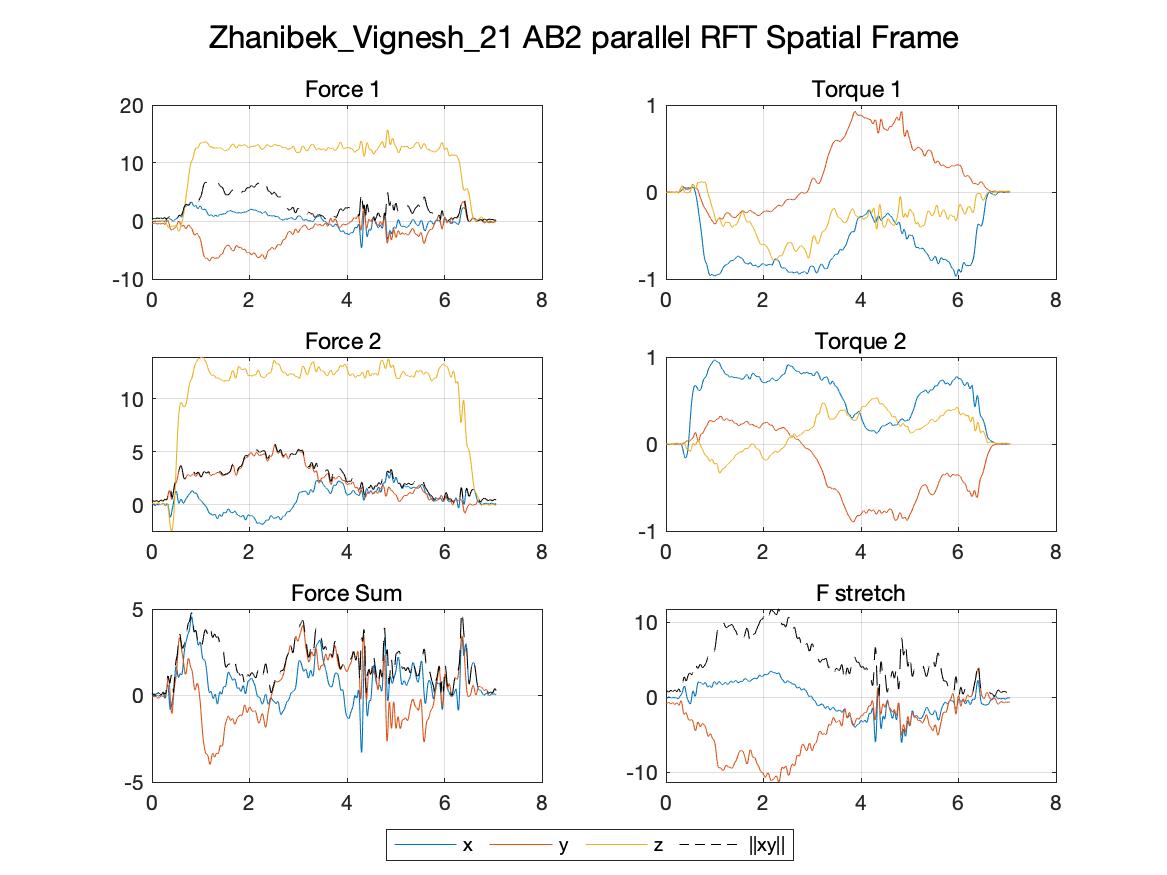 Zhanibek_Vignesh_21 AB2 parallel RFT Spatial Frame
Force 1
20
10
0
-10
0 2 4 6 8
Torque 1
1
0
-1
0 2 4 6 8
Force 2
10
5
0
0 2 4 6 8
Torque 2
1
0
-1
0 2 4 6 8
Force Sum
5
0
-5
0 2 4 6 8
F stretch
10
0
-10
0 2 4 6 8
x y z ||xy||